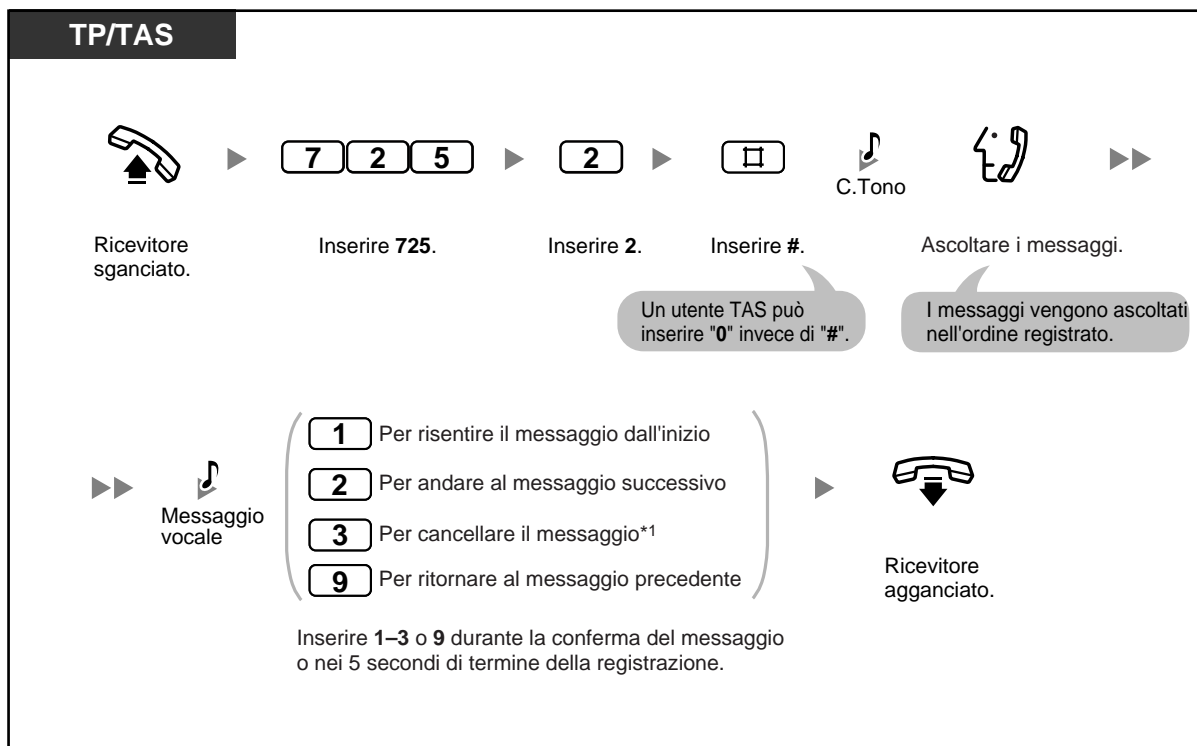 TP/TAS
7 2 5
2
#
C.Tono
Ricevitore
sganciato.
Inserire 725.
Inserire 2.
Inserire #.
Ascoltare i messaggi.
Un utente TAS può
inserire "0" invece di "#".
I messaggi vengono ascoltati
nell'ordine registrato.
Messaggio
vocale
1 Per risentire il messaggio dall'inizio
2 Per andare al messaggio successivo
3 Per cancellare il messaggio*1
9 Per ritornare al messaggio precedente
Inserire 1–3 o 9 durante la conferma del messaggio
o nei 5 secondi di termine della registrazione.
Ricevitore
agganciato.